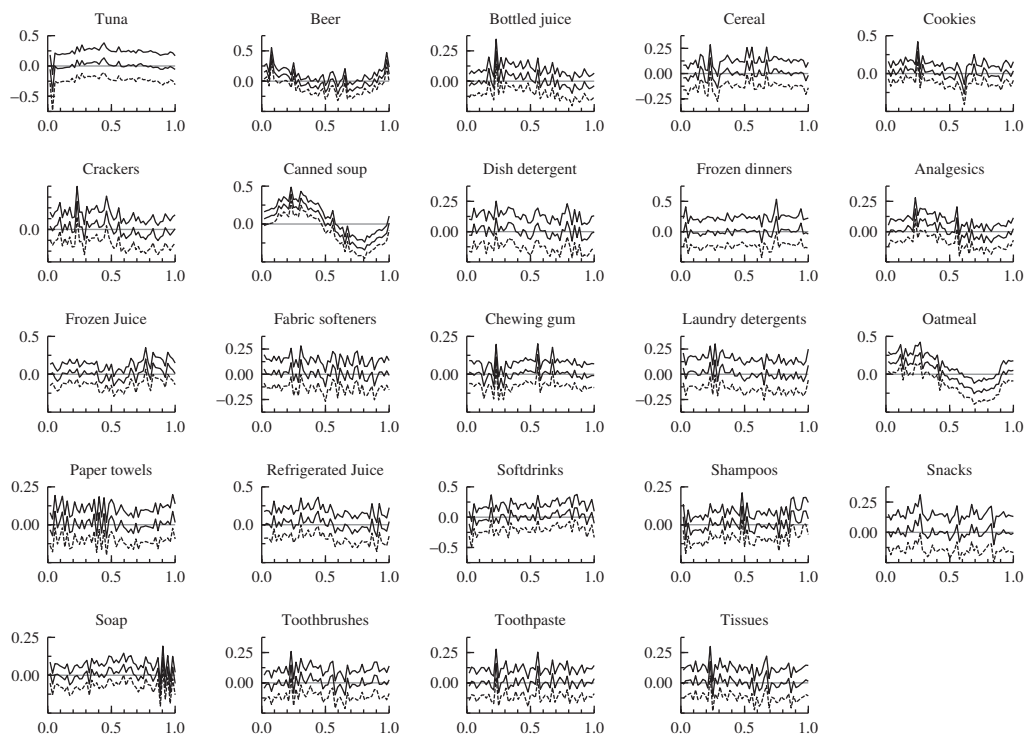 Tuna Beer Bottled juice Cereal Cookies
0.5 0.5 0.25 0.25 0.5
0.0 0.0 0.00 0.00 0.0
−0.5 −0.25
0.0 0.5 1.0 0.0 0.5 1.0 0.0 0.5 1.0 0.0 0.5 1.0 0.0 0.5 1.0
Crackers Canned soup Dish detergent Frozen dinners Analgesics
0.5 0.25 0.5 0.25
0.0 0.0 0.00 0.0 0.00
0.0 0.5 1.0 0.0 0.5 1.0 0.0 0.5 1.0 0.0 0.5 1.0 0.0 0.5 1.0
Frozen Juice Fabric softeners Chewing gum Laundry detergents Oatmeal
0.5 0.25 0.25 0.25 0.5
0.0 0.00 0.00 0.00 0.0
−0.25 −0.25
0.0 0.5 1.0 0.0 0.5 1.0 0.0 0.5 1.0 0.0 0.5 1.0 0.0 0.5 1.0
Paper towels Refrigerated Juice Softdrinks Shampoos Snacks
0.25 0.5 0.5 0.25 0.25
0.00 0.0 0.0 0.00 0.00
−0.5
0.0 0.5 1.0 0.0 0.5 1.0 0.0 0.5 1.0 0.0 0.5 1.0 0.0 0.5 1.0
Soap Toothbrushes Toothpaste Tissues
0.25 0.25 0.25 0.25
0.00 0.00 0.00 0.00
0.0 0.5 1.0 0.0 0.5 1.0 0.0 0.5 1.0 0.0 0.5 1.0